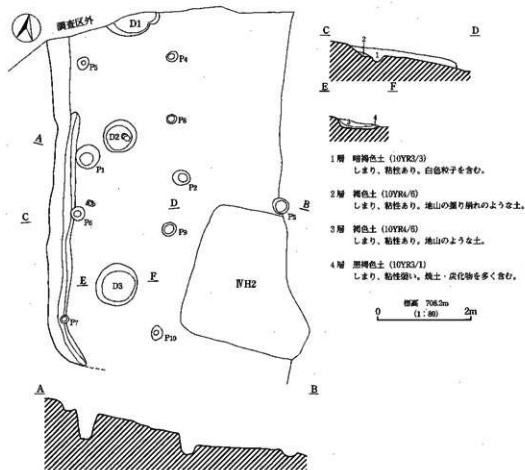 調査区外
D1
C
D
2
1
P3
P4
E
F
3
4
D2
P8
A
P1
1層 暗褐色土 (10YR3/3)
しまり、粘性あり。白色粒子を含む。
P2
P5
B
2層 褐色土 (10YR4/6)
しまり、粘性あり。地山の掘り崩れのような土。
C
P6
D
P9
3層 褐色土 (10YR4/6)
しまり、粘性あり。地山のような土。
E
F
D3
ⅣH2
4層 黒褐色土 (10YR3/1)
しまり、粘性弱い。焼土・炭化物を多く含む。
標高 706.2m
0 (1:80) 2m
P7
P10
A
B